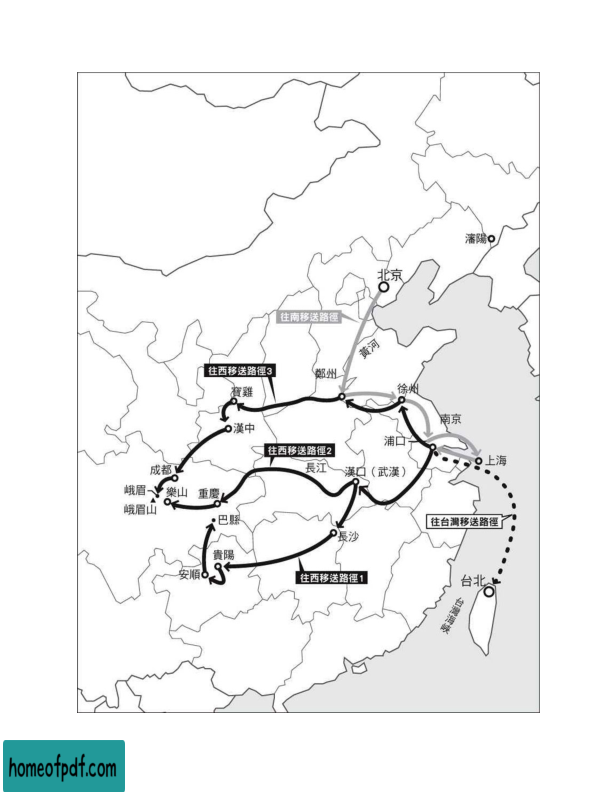 瀋陽
北京
往南移送路徑
黃河
鄭州
往西移送路徑3
徐州
寶雞
南京
漢中
浦口
往西移送路徑2
上海
長江
成都
漢口（武漢）
峨眉
樂山
重慶
峨眉山
巴縣
往台灣移送路徑
長沙
貴陽
安順
往西移送路徑1
台北
台灣海峽
homeofpdf.com